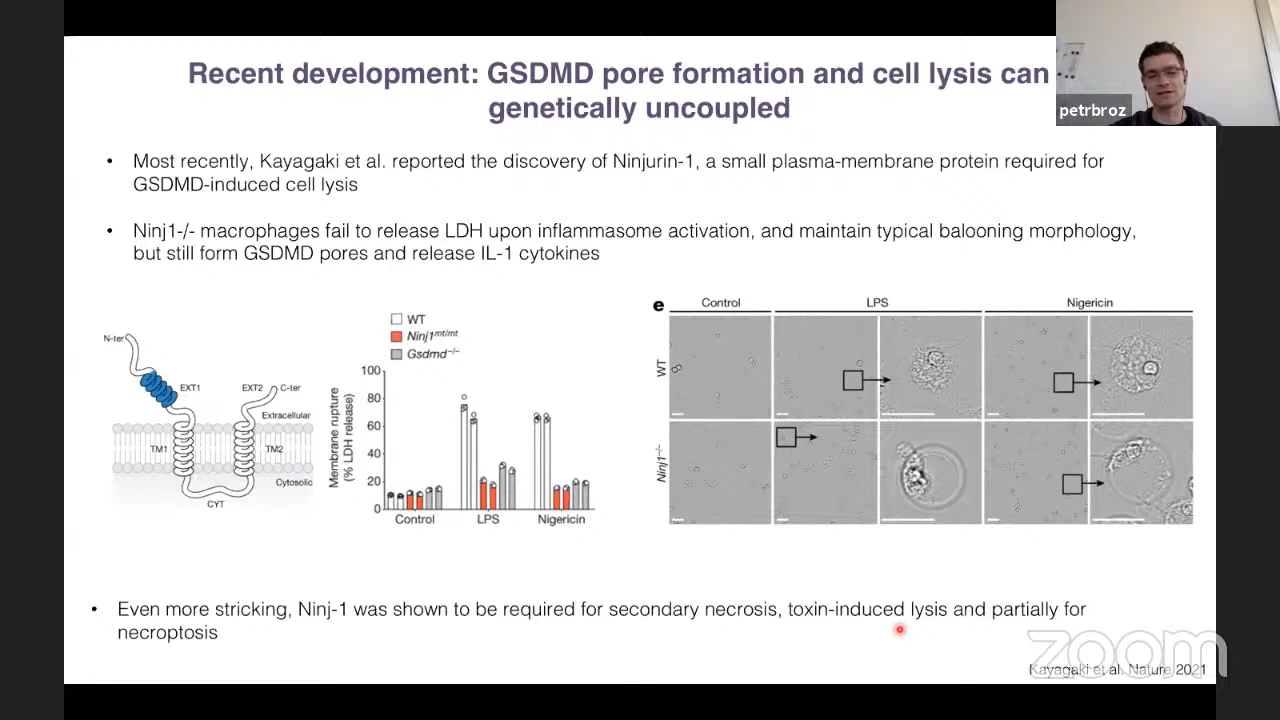 Recent development: GSDMD pore formation and cell lysis can
genetically uncoupled
petrbroz
• Most recently, Kayagaki et al. reported the discovery of Ninjurin-1, a small plasma-membrane protein required for
GSDMD-induced cell lysis
• Ninj1-/- macrophages fail to release LDH upon inflammasome activation, and maintain typical balooning morphology,
but still form GSDMD pores and release IL-1 cytokines
N-ter
EXT1
EXT2
C-ter
Extracellular
TM1
TM2
Cytosolic
CYT
WT
Ninj1mt/mt
Gsdmd−/−
Membrane rupture
(% LDH release)
100
80
60
40
20
0
Control
LPS
Nigericin
e
Control
LPS
Nigericin
WT
Ninj1−/−
• Even more stricking, Ninj-1 was shown to be required for secondary necrosis, toxin-induced lysis and partially for
necroptosis
zoom
Kayagaki et al. Nature 2021